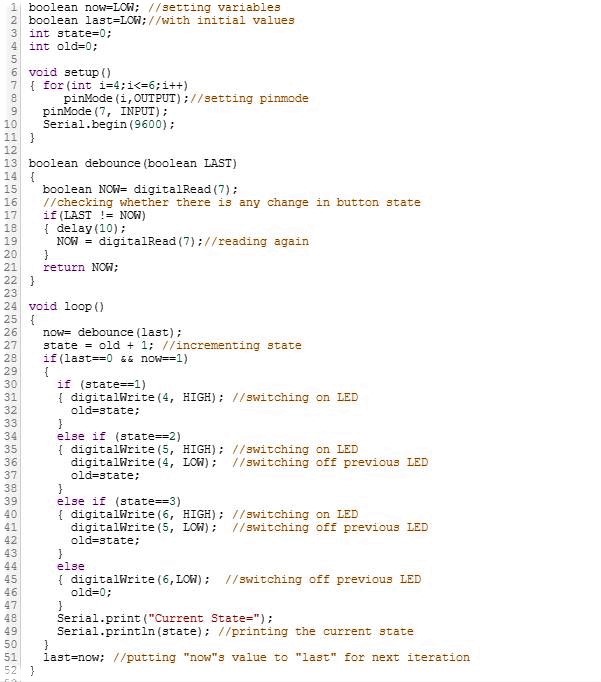 1 boolean now=LOW; //setting variables
2 boolean last=LOW;//with initial values
3 int state=0;
4 int old=0;
5
6 void setup()
7 { for(int i=4;i<=6;i++)
8      pinMode(i,OUTPUT);//setting pinmode
9   pinMode(7, INPUT);
10   Serial.begin(9600);
11 }
12
13 boolean debounce(boolean LAST)
14 {
15   boolean NOW= digitalRead(7);
16   //checking whether there is any change in button state
17   if(LAST != NOW)
18   { delay(10);
19     NOW = digitalRead(7);//reading again
20   }
21   return NOW;
22 }
23
24 void loop()
25 {
26   now= debounce(last);
27   state = old + 1; //incrementing state
28   if(last==0 && now==1)
29   {
30     if (state==1)
31     { digitalWrite(4, HIGH); //switching on LED
32       old=state;
33     }
34     else if (state==2)
35     { digitalWrite(5, HIGH); //switching on LED
36       digitalWrite(4, LOW);  //switching off previous LED
37       old=state;
38     }
39     else if (state==3)
40     { digitalWrite(6, HIGH); //switching on LED
41       digitalWrite(5, LOW);  //switching off previous LED
42       old=state;
43     }
44     else
45     { digitalWrite(6,LOW);  //switching off previous LED
46       old=0;
47     }
48     Serial.print("Current State=");
49     Serial.println(state); //printing the current state
50   }
51   last=now; //putting "now"s value to "last" for next iteration
52 }